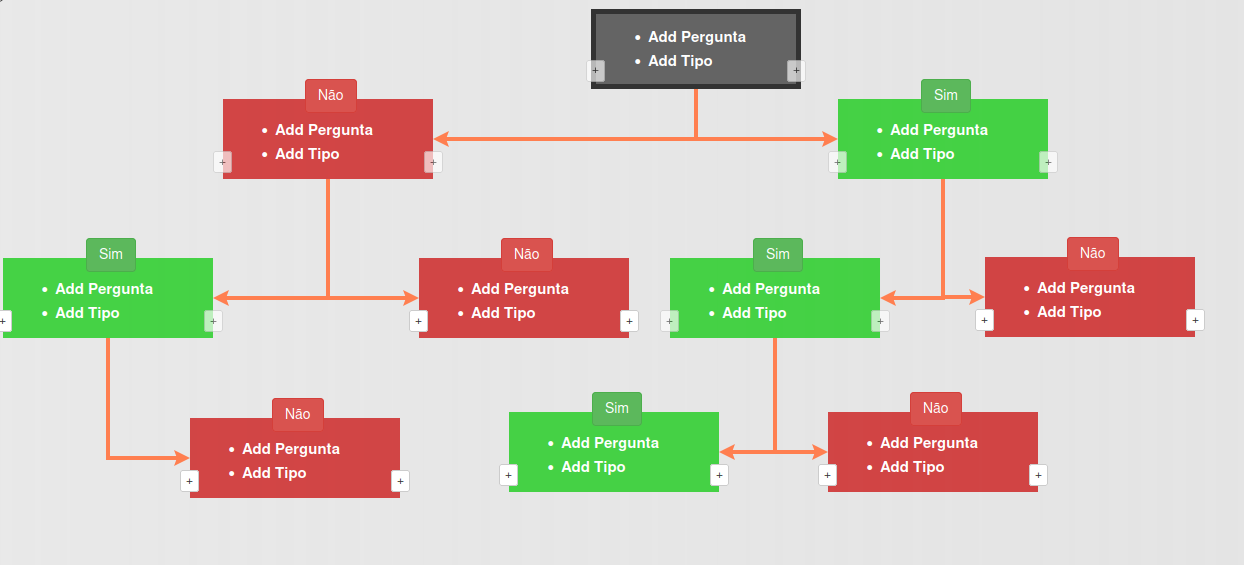 Add Pergunta
Add Tipo
+ +
Não
Add Pergunta
Add Tipo
+ +
Sim
Add Pergunta
Add Tipo
+ +
Sim
Add Pergunta
Add Tipo
+ +
Não
Add Pergunta
Add Tipo
+ +
Sim
Add Pergunta
Add Tipo
+ +
Não
Add Pergunta
Add Tipo
+ +
Não
Add Pergunta
Add Tipo
+ +
Sim
Add Pergunta
Add Tipo
+ +
Não
Add Pergunta
Add Tipo
+ +